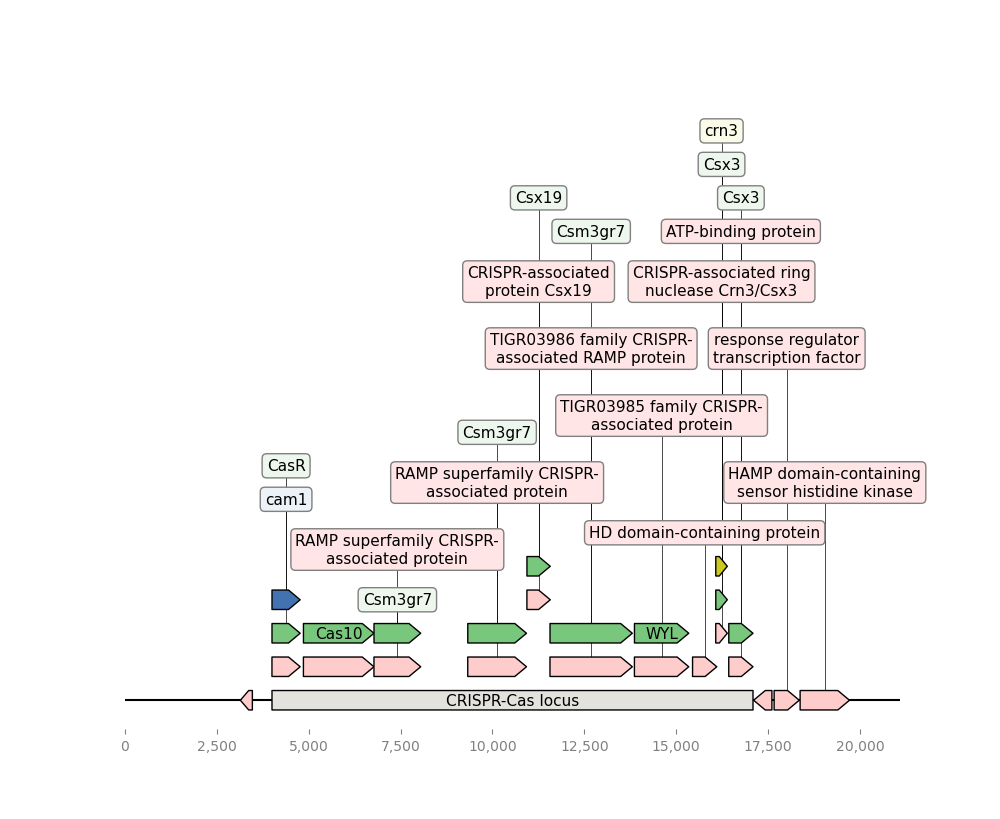 crn3
Csx3
Csx19
Csx3
Csm3gr7
ATP-binding protein
CRISPR-associated
protein Csx19
CRISPR-associated ring
nuclease Crn3/Csx3
TIGR03986 family CRISPR-
associated RAMP protein
response regulator
transcription factor
TIGR03985 family CRISPR-
associated protein
Csm3gr7
CasR
RAMP superfamily CRISPR-
associated protein
HAMP domain-containing
sensor histidine kinase
cam1
HD domain-containing protein
RAMP superfamily CRISPR-
associated protein
Csm3gr7
Cas10
WYL
CRISPR-Cas locus
0
2,500
5,000
7,500
10,000
12,500
15,000
17,500
20,000